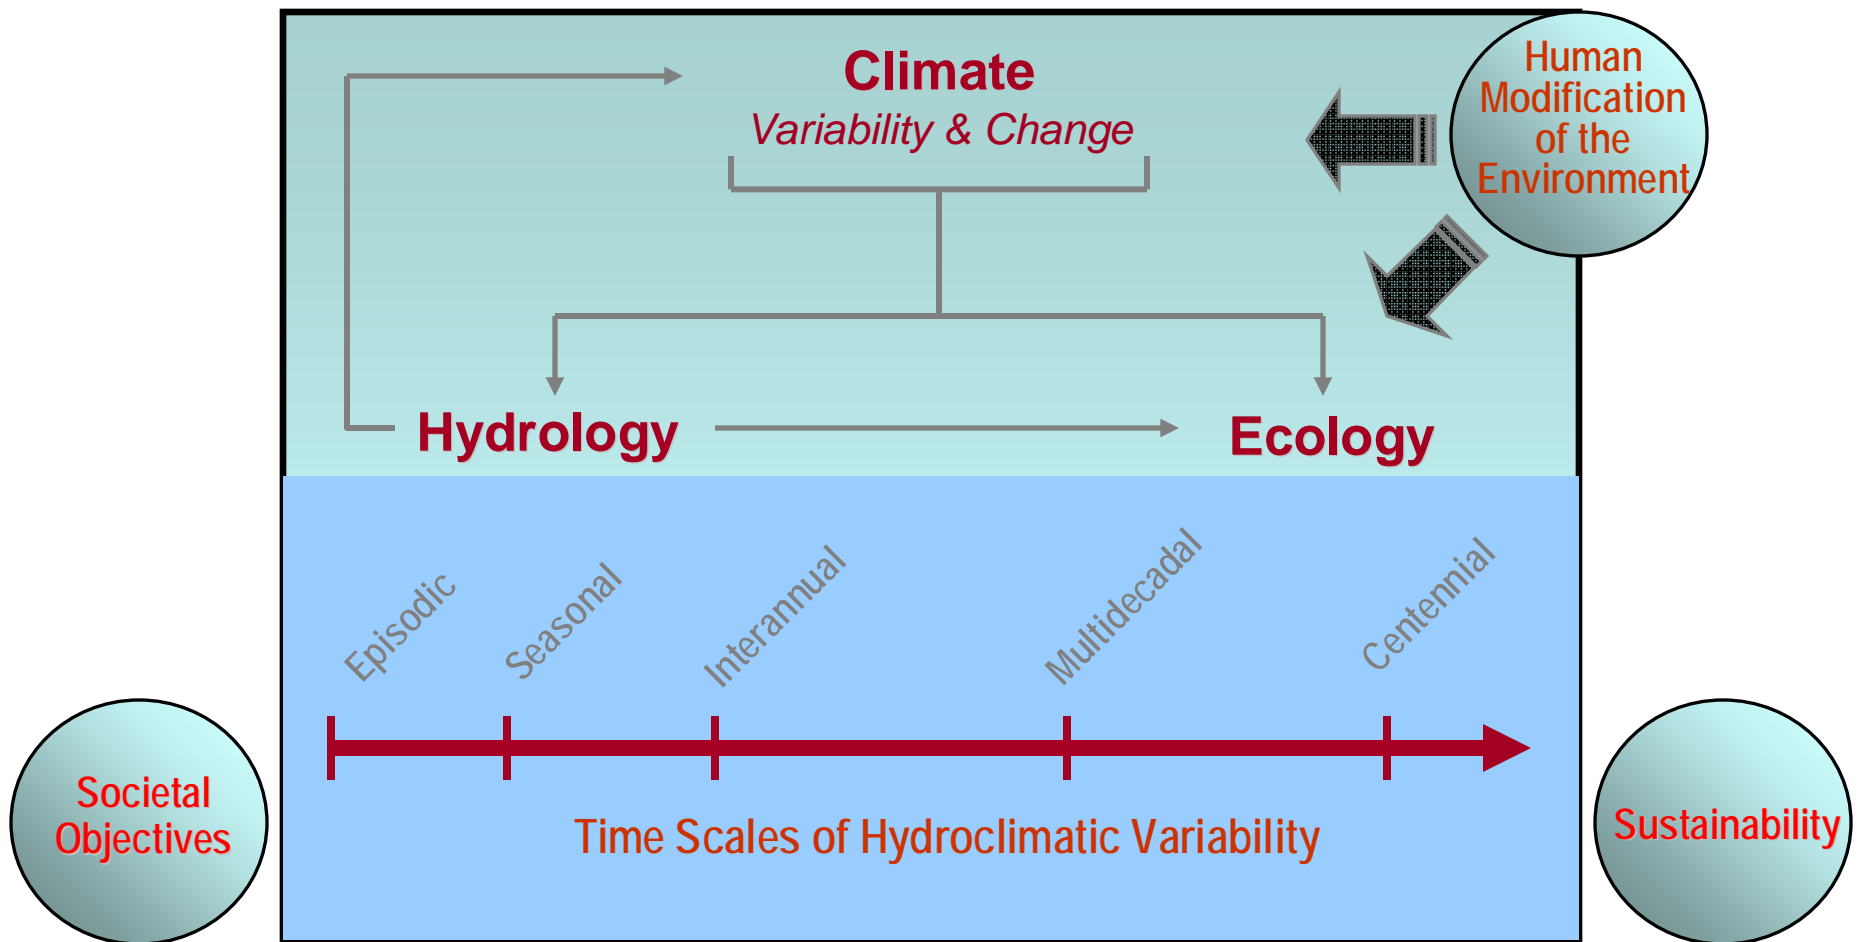 Climate
Variability & Change
Human
Modification
of the
Environment
Hydrology
Ecology
Episodic
Seasonal
Interannual
Multidecadal
Centennial
Societal
Objectives
Time Scales of Hydroclimatic Variability
Sustainability